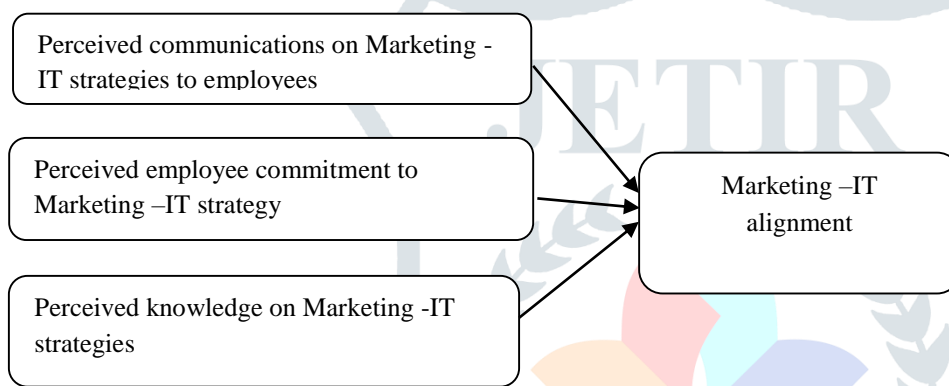 JETIR
Perceived communications on Marketing -
IT strategies to employees
Perceived employee commitment to
Marketing –IT strategy
Perceived knowledge on Marketing -IT
strategies
Marketing –IT
alignment